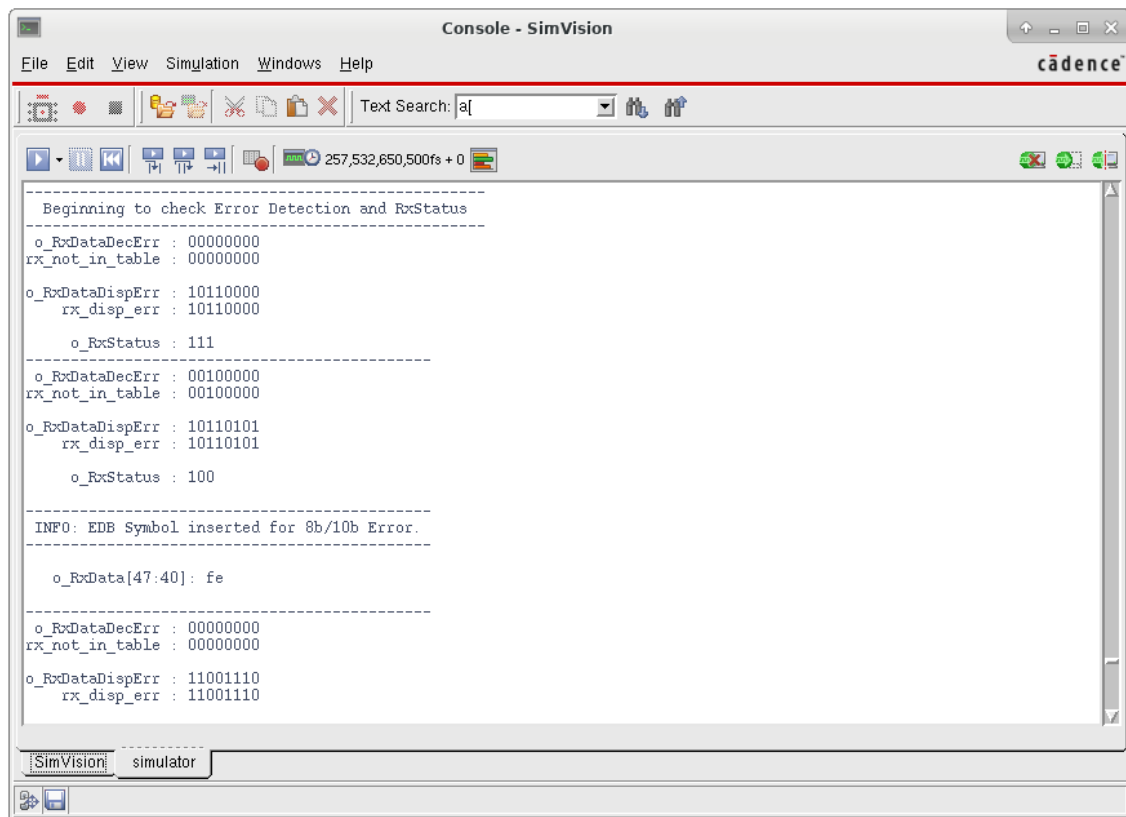 Console - SimVision
File Edit View Simulation Windows Help
cādence
Text Search: a[
257,532,650,500fs + 0
---------------------------------------------------
Beginning to check Error Detection and RxStatus
---------------------------------------------------
o_RxDataDecErr : 00000000
rx_not_in_table : 00000000
o_RxDataDispErr : 10110000
rx_disp_err : 10110000
o_RxStatus : 111
---------------------------------------------
o_RxDataDecErr : 00100000
rx_not_in_table : 00100000
o_RxDataDispErr : 10110101
rx_disp_err : 10110101
o_RxStatus : 100
---------------------------------------------
INFO: EDB Symbol inserted for 8b/10b Error.
---------------------------------------------
o_RxData[47:40]: fe
---------------------------------------------
o_RxDataDecErr : 00000000
rx_not_in_table : 00000000
o_RxDataDispErr : 11001110
rx_disp_err : 11001110
SimVision simulator